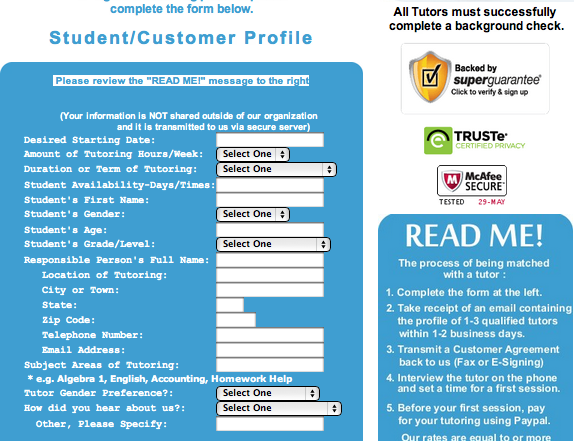 complete the form below.
Student/Customer Profile
Please review the "READ ME!" message to the right
(Your information is NOT shared outside of our organization
and it is transmitted to us via secure server)
Desired Starting Date:
Amount of Tutoring Hours/Week: Select One
Duration or Term of Tutoring: Select One
Student Availability-Days/Times:
Student's First Name:
Student's Gender: Select One
Student's Age:
Student's Grade/Level: Select One
Responsible Person's Full Name:
Location of Tutoring:
City or Town:
State:
Zip Code:
Telephone Number:
Email Address:
Subject Areas of Tutoring:
* e.g. Algebra 1, English, Accounting, Homework Help
Tutor Gender Preference?: Select One
How did you hear about us?: Select One
Other, Please Specify:
All Tutors must successfully
complete a background check.
Backed by
superguarantee®
Click to verify & sign up
TRUSTe®
CERTIFIED PRIVACY
McAfee
SECURE™
TESTED 29-MAY
READ ME!
The process of being matched
with a tutor :
1. Complete the form at the left.
2. Take receipt of an email containing
the profile of 1-3 qualified tutors
within 1-2 business days.
3. Transmit a Customer Agreement
back to us (Fax or E-Signing)
4. Interview the tutor on the phone
and set a time for a first session.
5. Before your first session, pay
for your tutoring using Paypal.
Our rates are equal to or more